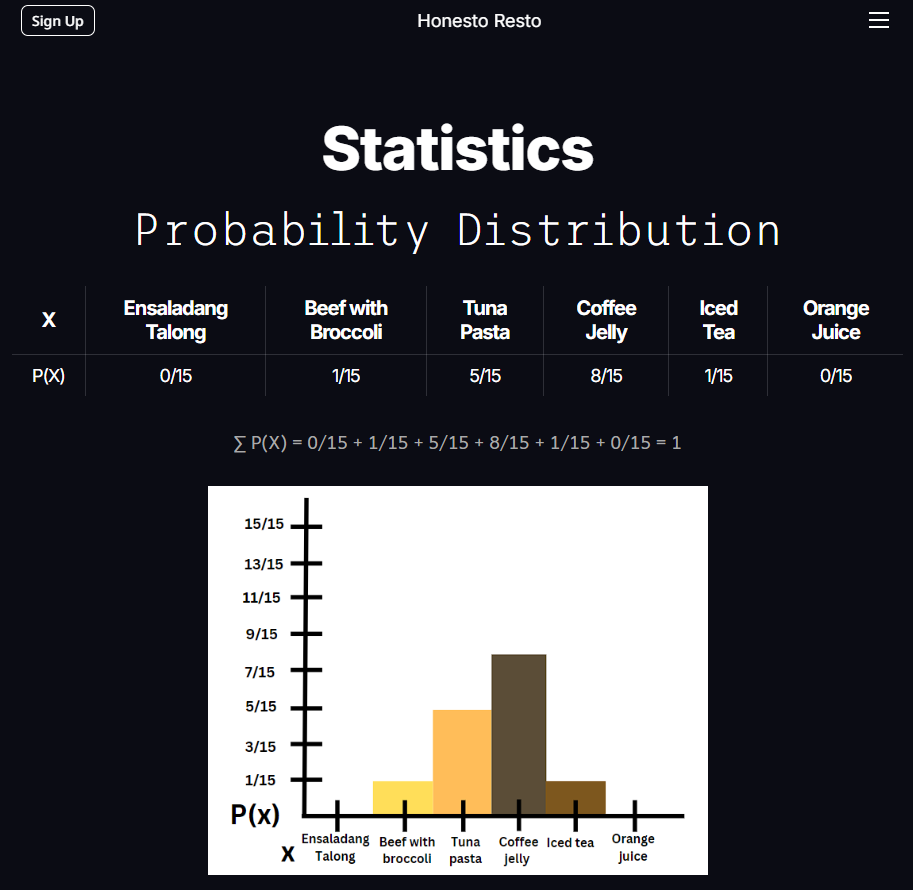 Sign Up
Honesto Resto
Statistics
Probability Distribution
X
Ensaladang
Talong
Beef with
Broccoli
Tuna
Pasta
Coffee
Jelly
Iced
Tea
Orange
Juice
P(X)
0/15
1/15
5/15
8/15
1/15
0/15
∑ P(X) = 0/15 + 1/15 + 5/15 + 8/15 + 1/15 + 0/15 = 1
15/15
13/15
11/15
9/15
7/15
5/15
3/15
1/15
P(x)
X
Ensaladang
Talong
Beef with
broccoli
Tuna
pasta
Coffee
jelly
Iced tea
Orange
juice